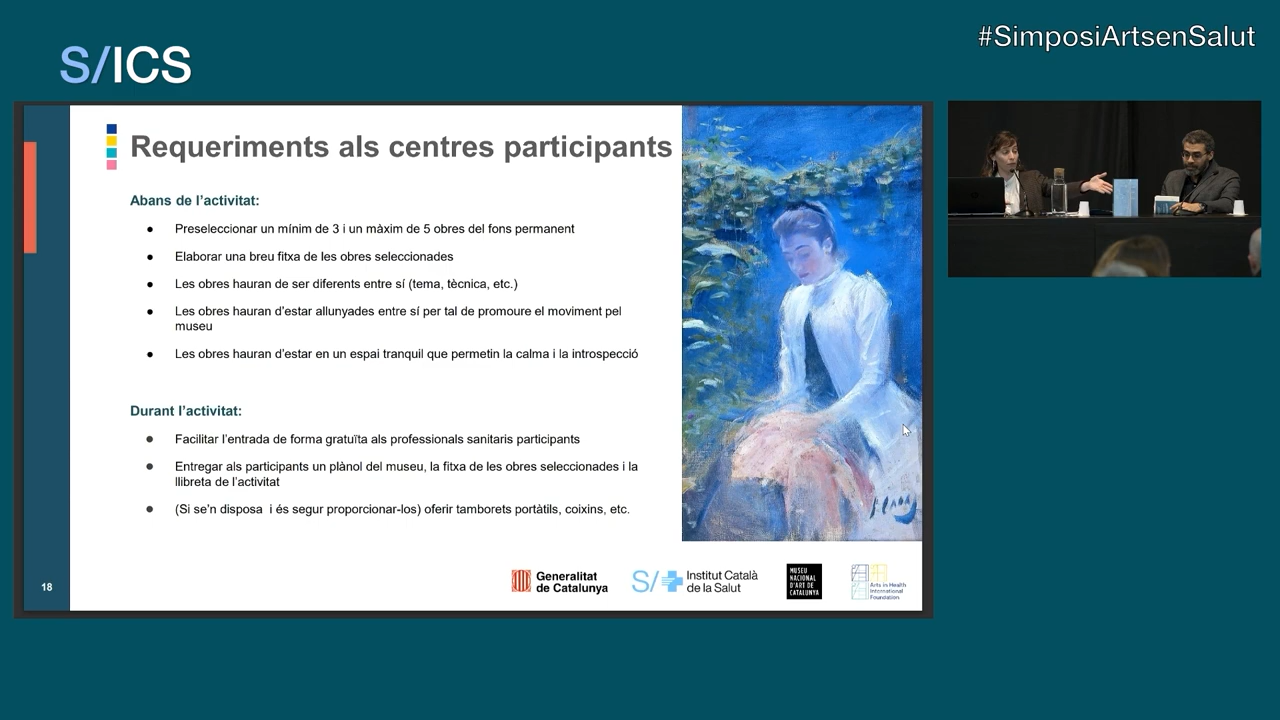 #SimposiArtsenSalut
S/ICS
Requeriments als centres participants
Abans de l’activitat:
● Preseleccionar un mínim de 3 i un màxim de 5 obres del fons permanent
● Elaborar una breu fitxa de les obres seleccionades
● Les obres hauran de ser diferents entre sí (tema, tècnica, etc.)
● Les obres hauran d’estar allunyades entre sí per tal de promoure el moviment pel
museu
● Les obres hauran d’estar en un espai tranquil que permetin la calma i la introspecció
Durant l’activitat:
● Facilitar l’entrada de forma gratuïta als professionals sanitaris participants
● Entregar als participants un plànol del museu, la fitxa de les obres seleccionades i la
llibreta de l’activitat
● (Si se’n disposa i és segur proporcionar-los) oferir tamborets portàtils, coixins, etc.
18
Generalitat
de Catalunya
S/
Institut Català
de la Salut
MUSEU
NACIONAL
D'ART DE
CATALUNYA
Arts in Health
International
Foundation